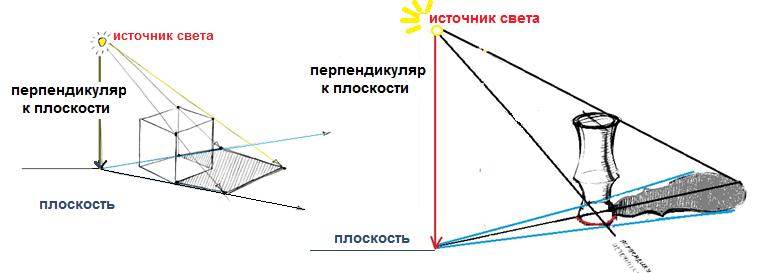 источник света
перпендикуляр
к плоскости
плоскость
источник света
перпендикуляр
к плоскости
плоскость